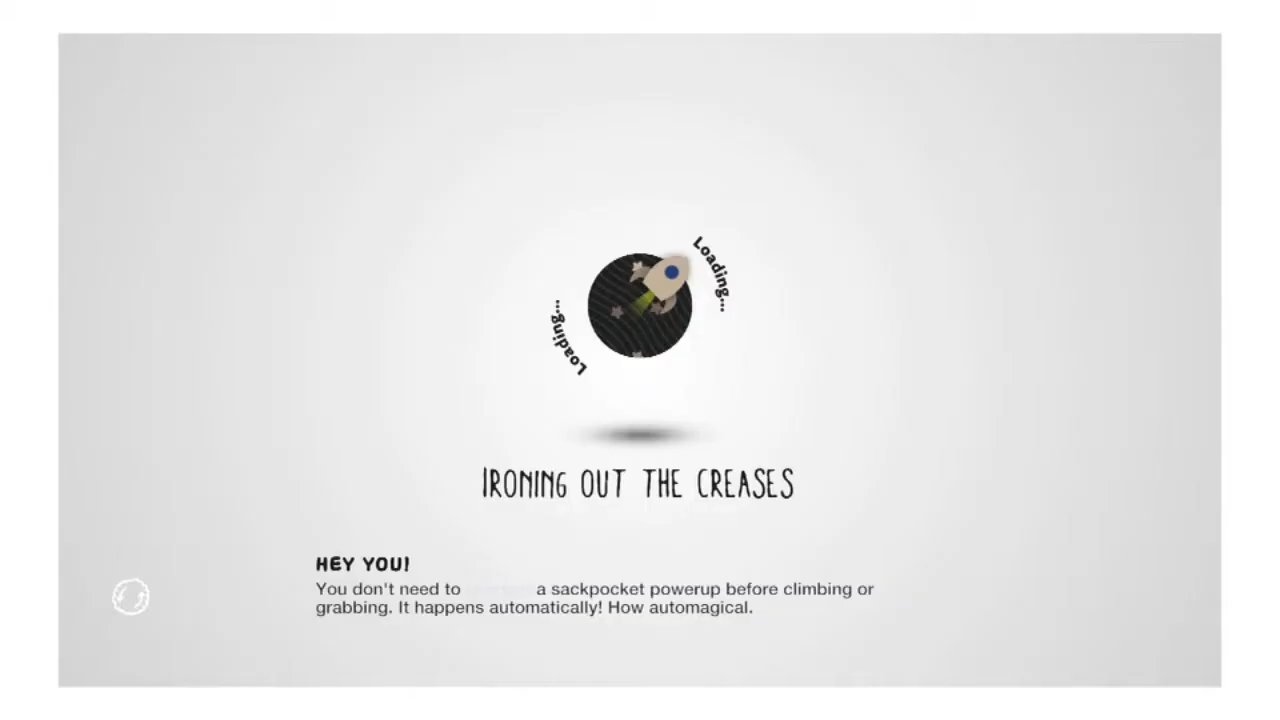 Loading...
Loading...
IRONING OUT THE CREASES
HEY YOU!
You don't need to a sackpocket powerup before climbing or
grabbing. It happens automatically! How automagical.